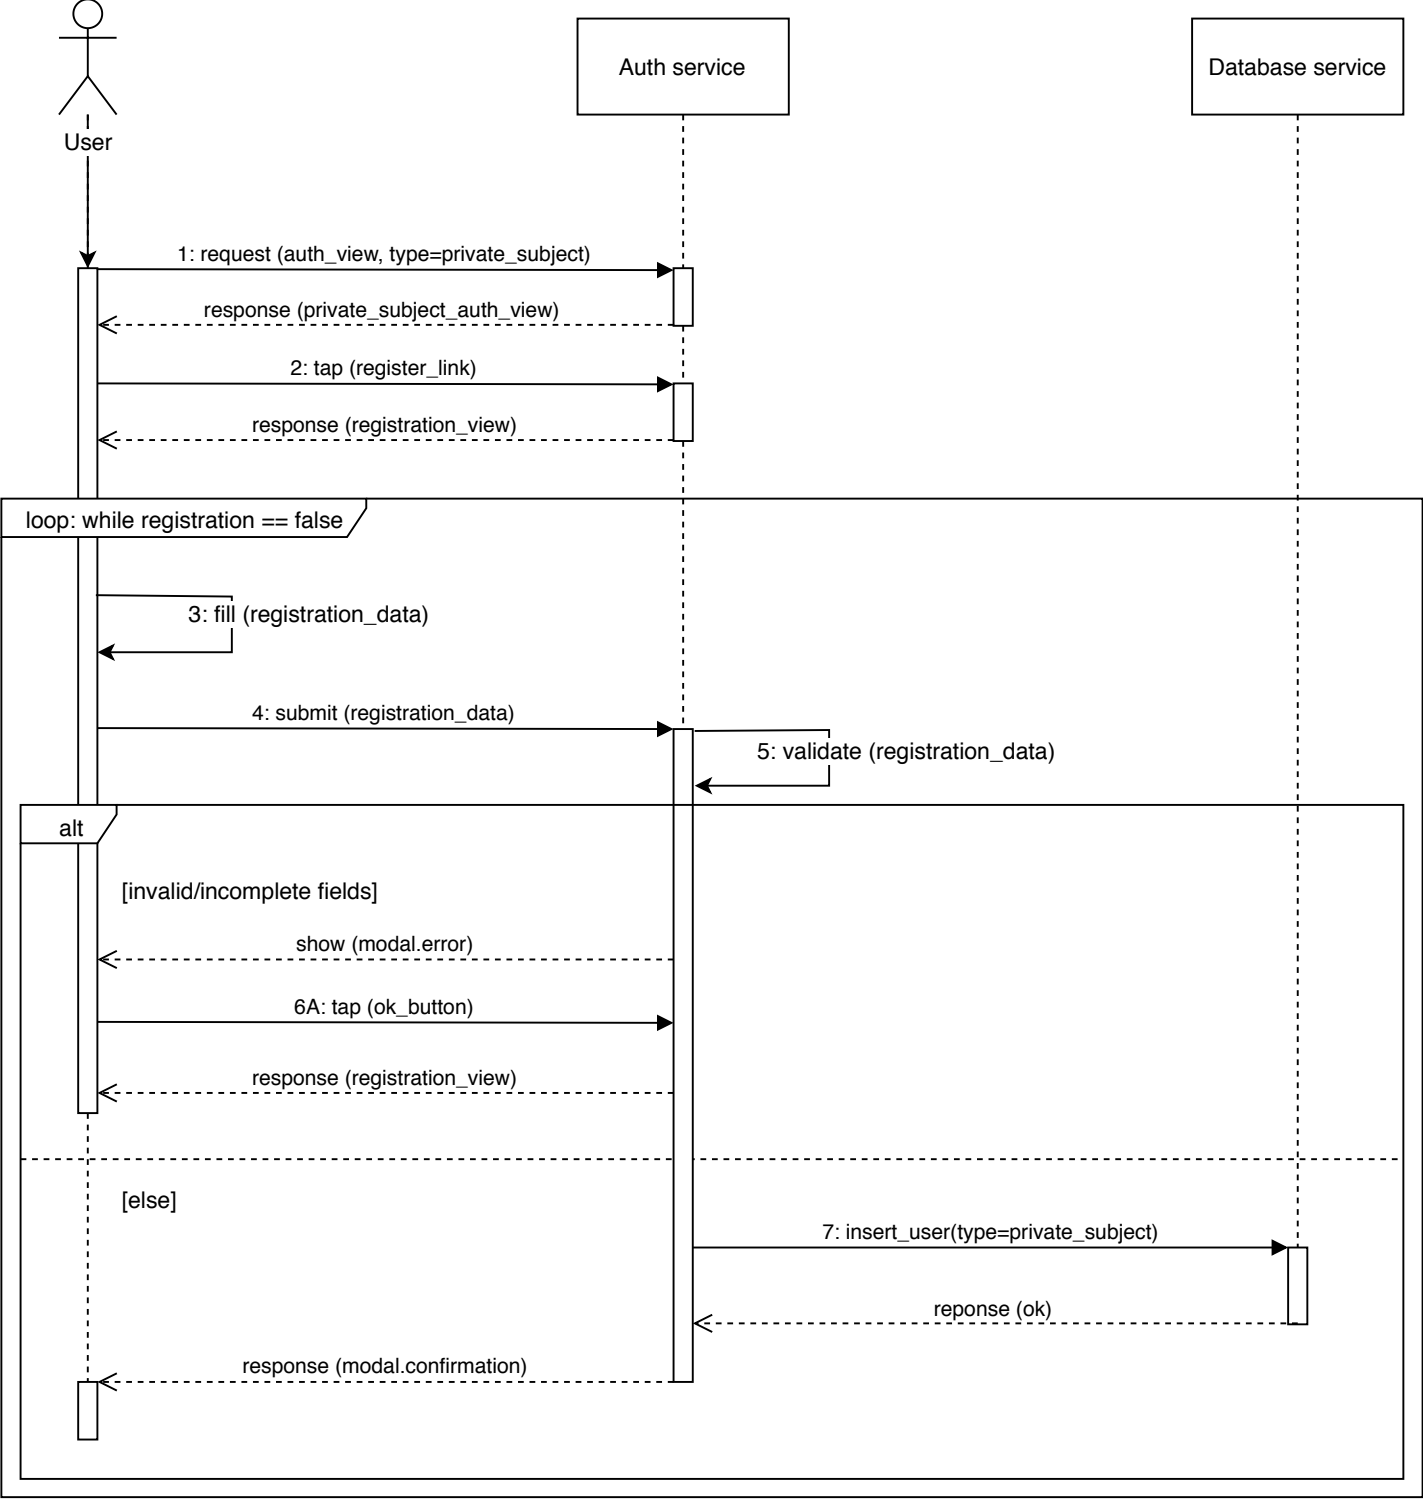 Auth service
Database service
User
1: request (auth_view, type=private_subject)
response (private_subject_auth_view)
2: tap (register_link)
response (registration_view)
loop: while registration == false
3: fill (registration_data)
4: submit (registration_data)
5: validate (registration_data)
alt
[invalid/incomplete fields]
show (modal.error)
6A: tap (ok_button)
response (registration_view)
[else]
7: insert_user(type=private_subject)
reponse (ok)
response (modal.confirmation)